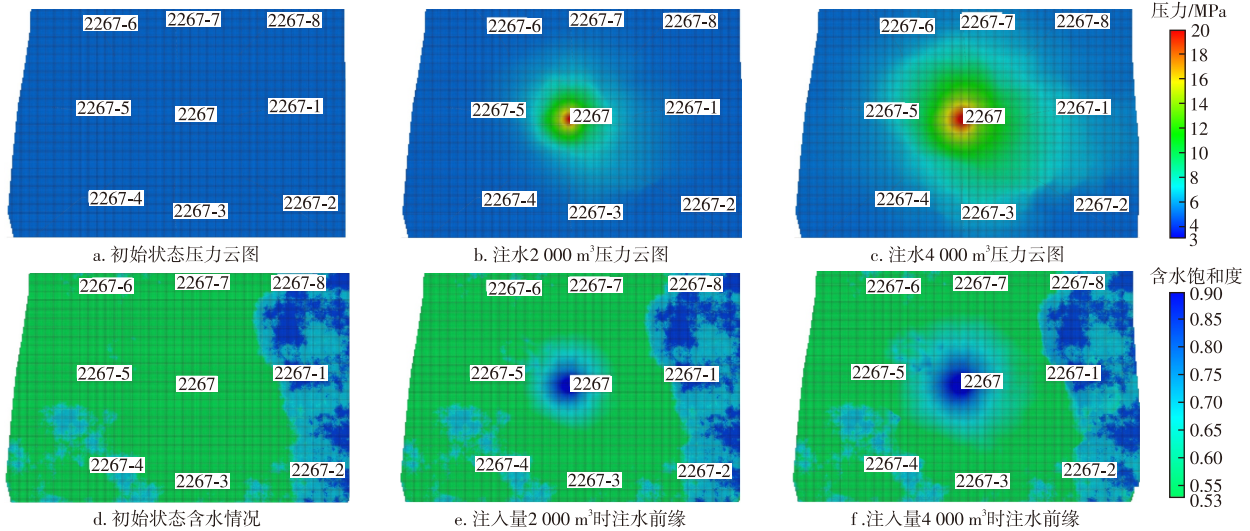 2267-6 2267-7 2267-8
2267-5 2267 2267-1
2267-4 2267-3 2267-2
a. 初始状态压力云图
2267-6 2267-7 2267-8
2267-5 2267 2267-1
2267-4 2267-3 2267-2
b. 注水2 000 m³压力云图
2267-6 2267-7 2267-8
2267-5 2267 2267-1
2267-4 2267-3 2267-2
c. 注水4 000 m³压力云图
压力/MPa
20
18
16
14
12
10
8
6
4
3
2267-6 2267-7 2267-8
2267-5 2267 2267-1
2267-4 2267-3 2267-2
d. 初始状态含水情况
2267-6 2267-7 2267-8
2267-5 2267 2267-1
2267-4 2267-3 2267-2
e. 注入量2 000 m³时注水前缘
2267-6 2267-7 2267-8
2267-5 2267 2267-1
2267-4 2267-3 2267-2
f .注入量4 000 m³时注水前缘
含水饱和度
0.90
0.85
0.80
0.75
0.70
0.65
0.60
0.55
0.53